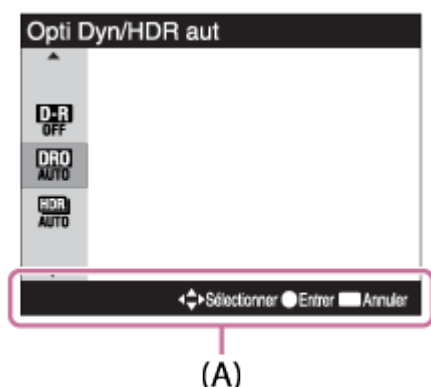 Opti Dyn/HDR aut
D-R
OFF
DRO
AUTO
HDR
AUTO
Sélectionner Entrer Annuler
(A)